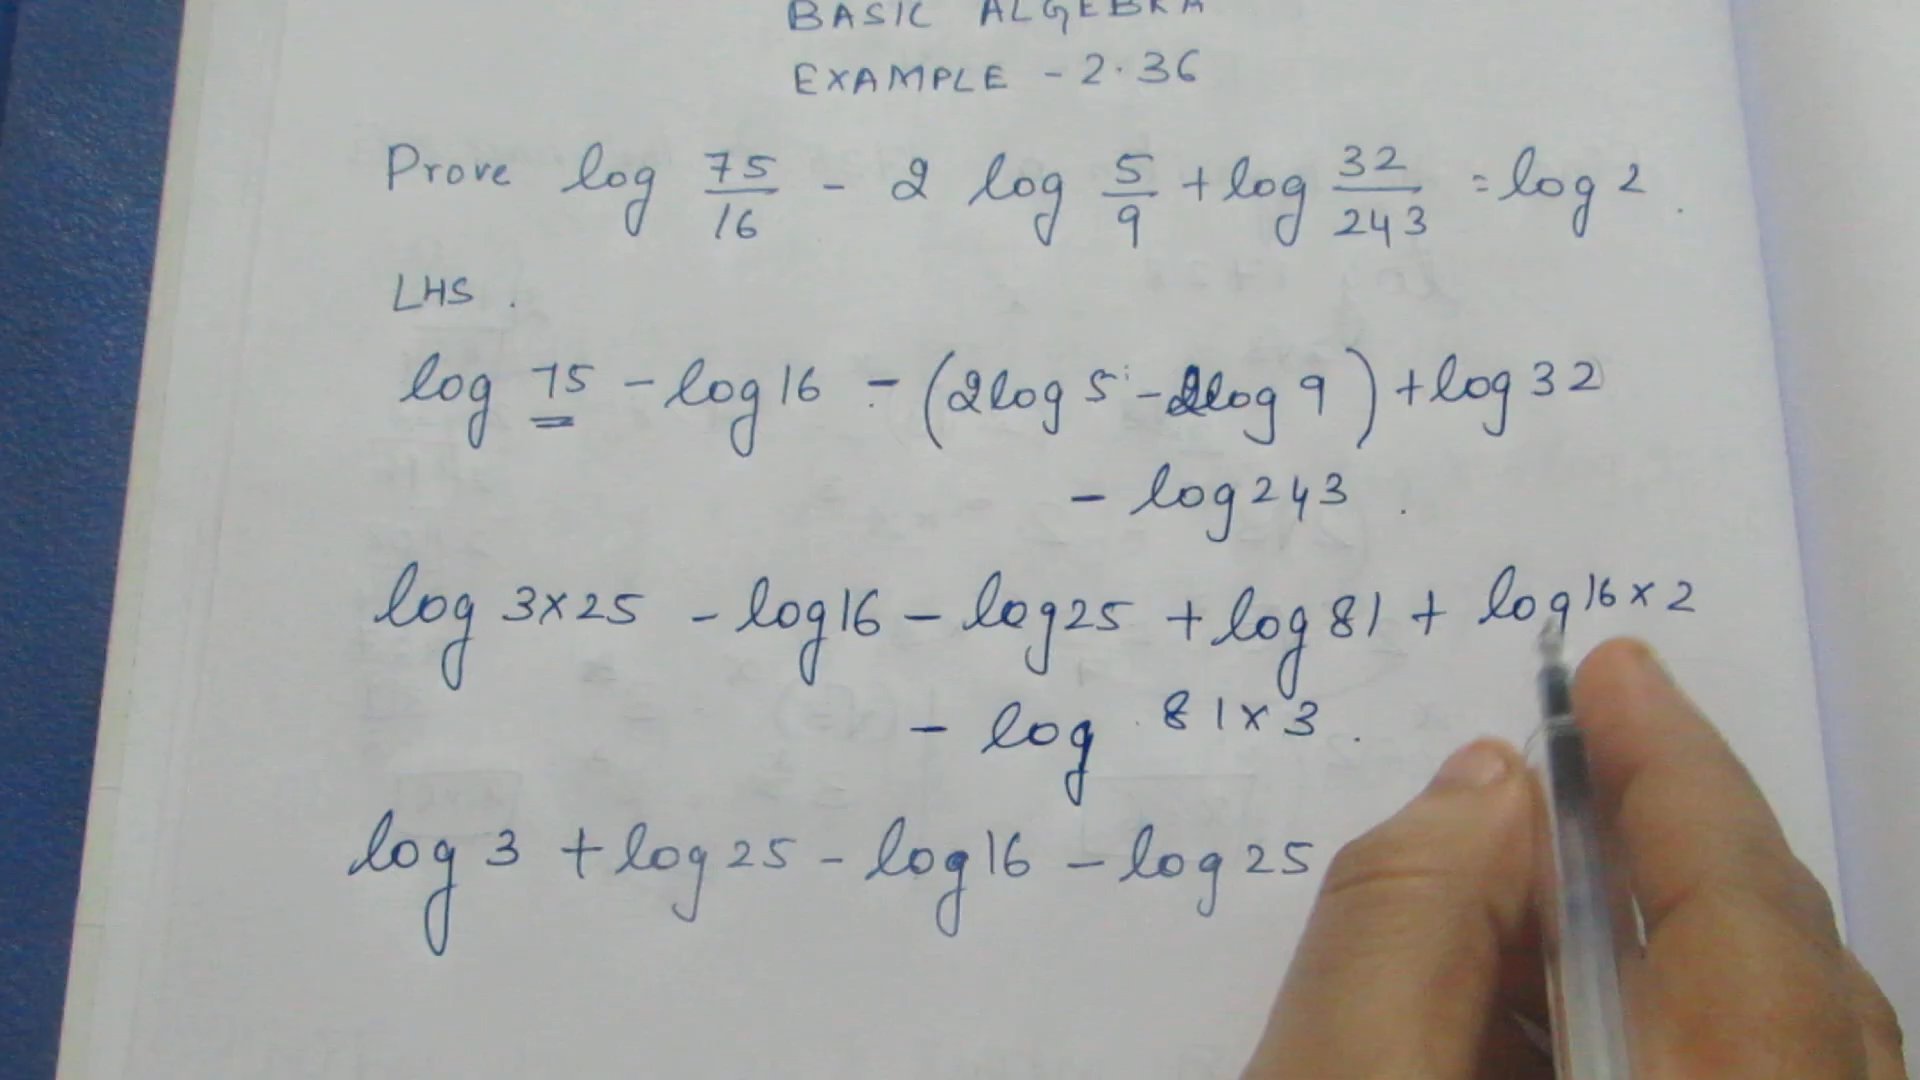 BASIC ALGEBRA
EXAMPLE - 2.36
Prove log 75/16 - 2 log 5/9 + log 32/243 = log 2.
LHS.
log 75 - log 16 - (2log 5 - 2log 9) + log 32
- log 243.
log 3×25 - log 16 - log 25 + log 81 + log 16×2
- log 81×3.
log 3 + log 25 - log 16 - log 25